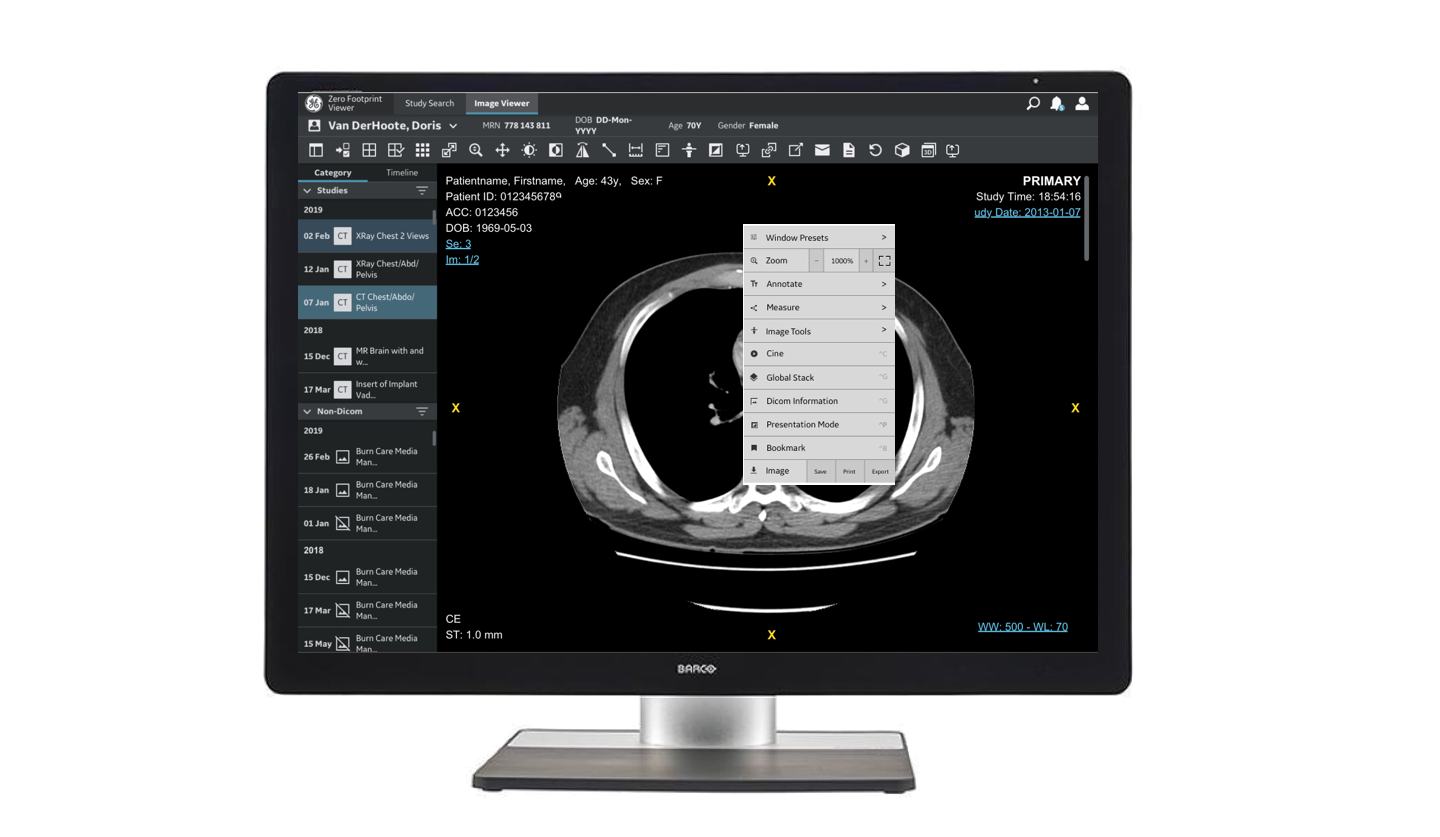 Zero Footprint
Viewer
Study Search
Image Viewer
Van DerHoote, Doris
MRN 778 143 811
DOB DD-Mon-
YYYY
Age 70Y
Gender Female
3D
Category
Timeline
Studies
2019
02 Feb CT XRay Chest 2 Views
12 Jan CT XRay Chest/Abd/
Pelvis
07 Jan CT CT Chest/Abdo/
Pelvis
2018
15 Dec CT MR Brain with and
w...
17 Mar CT Insert of Implant
Vad...
Non-Dicom
2019
26 Feb Burn Care Media
Man...
18 Jan Burn Care Media
Man...
01 Jan Burn Care Media
Man...
2018
15 Dec Burn Care Media
Man...
17 Mar Burn Care Media
Man...
15 May Burn Care Media
Man...
Patientname, Firstname, Age: 43y, Sex: F
Patient ID: 0123456789
ACC: 0123456
DOB: 1969-05-03
Se: 3
Im: 1/2
X
PRIMARY
Study Time: 18:54:16
udy Date: 2013-01-07
Window Presets >
Zoom - 1000% +
Tr Annotate >
Measure >
Image Tools >
Cine ^C
Global Stack ^G
Dicom Information ^G
Presentation Mode ^P
Bookmark ^B
Image Save Print Export
X
X
CE
ST: 1.0 mm
X
WW: 500 - WL: 70
BARCO